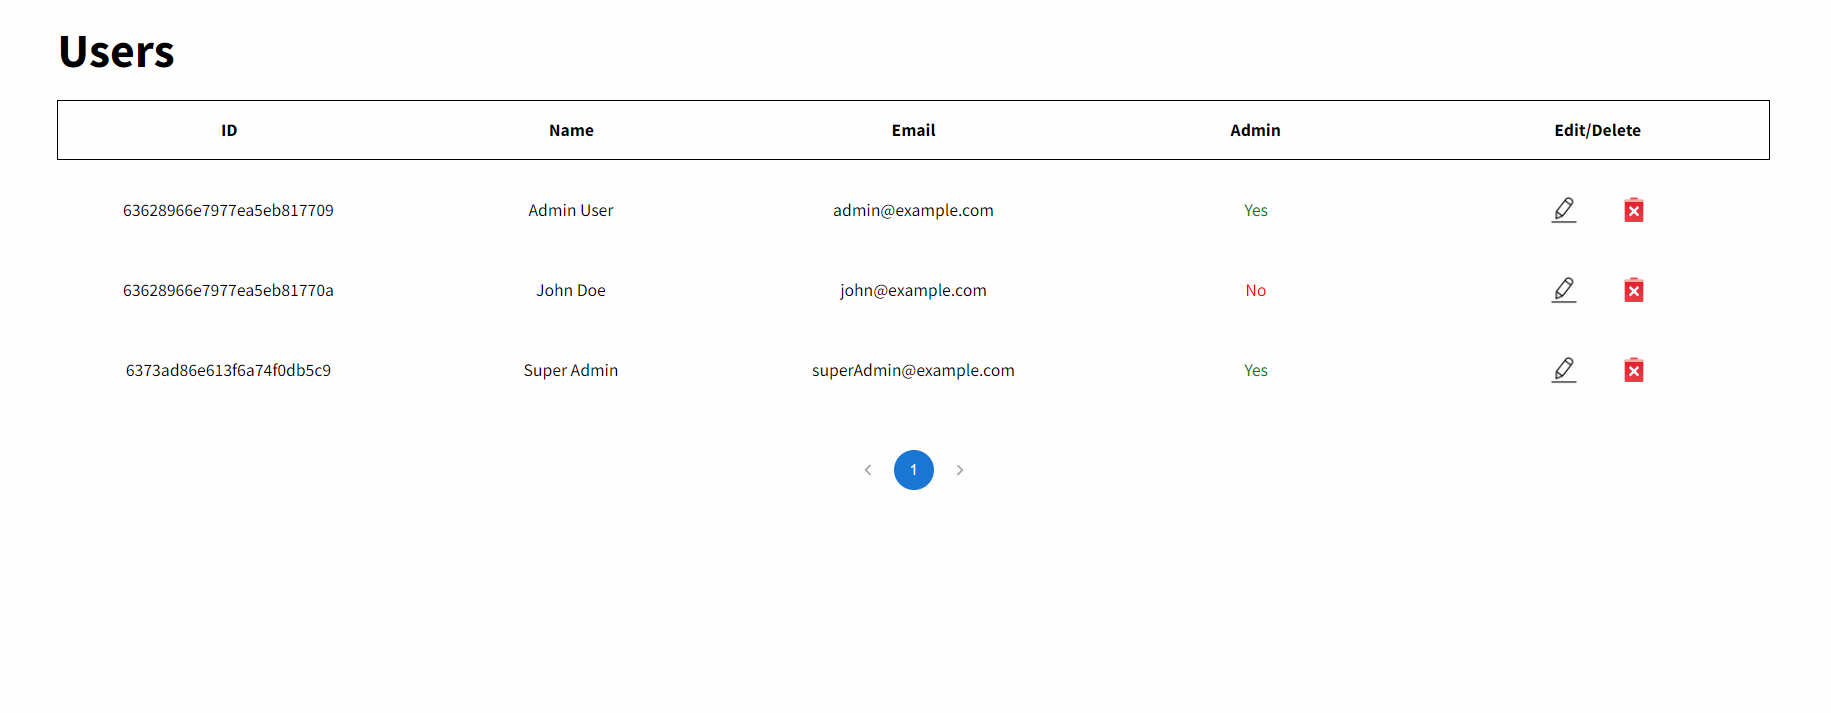 Users
ID Name Email Admin Edit/Delete
63628966e7977ea5eb817709 Admin User admin@example.com Yes
63628966e7977ea5eb81770a John Doe john@example.com No
6373ad86e613f6a74f0db5c9 Super Admin superAdmin@example.com Yes
1